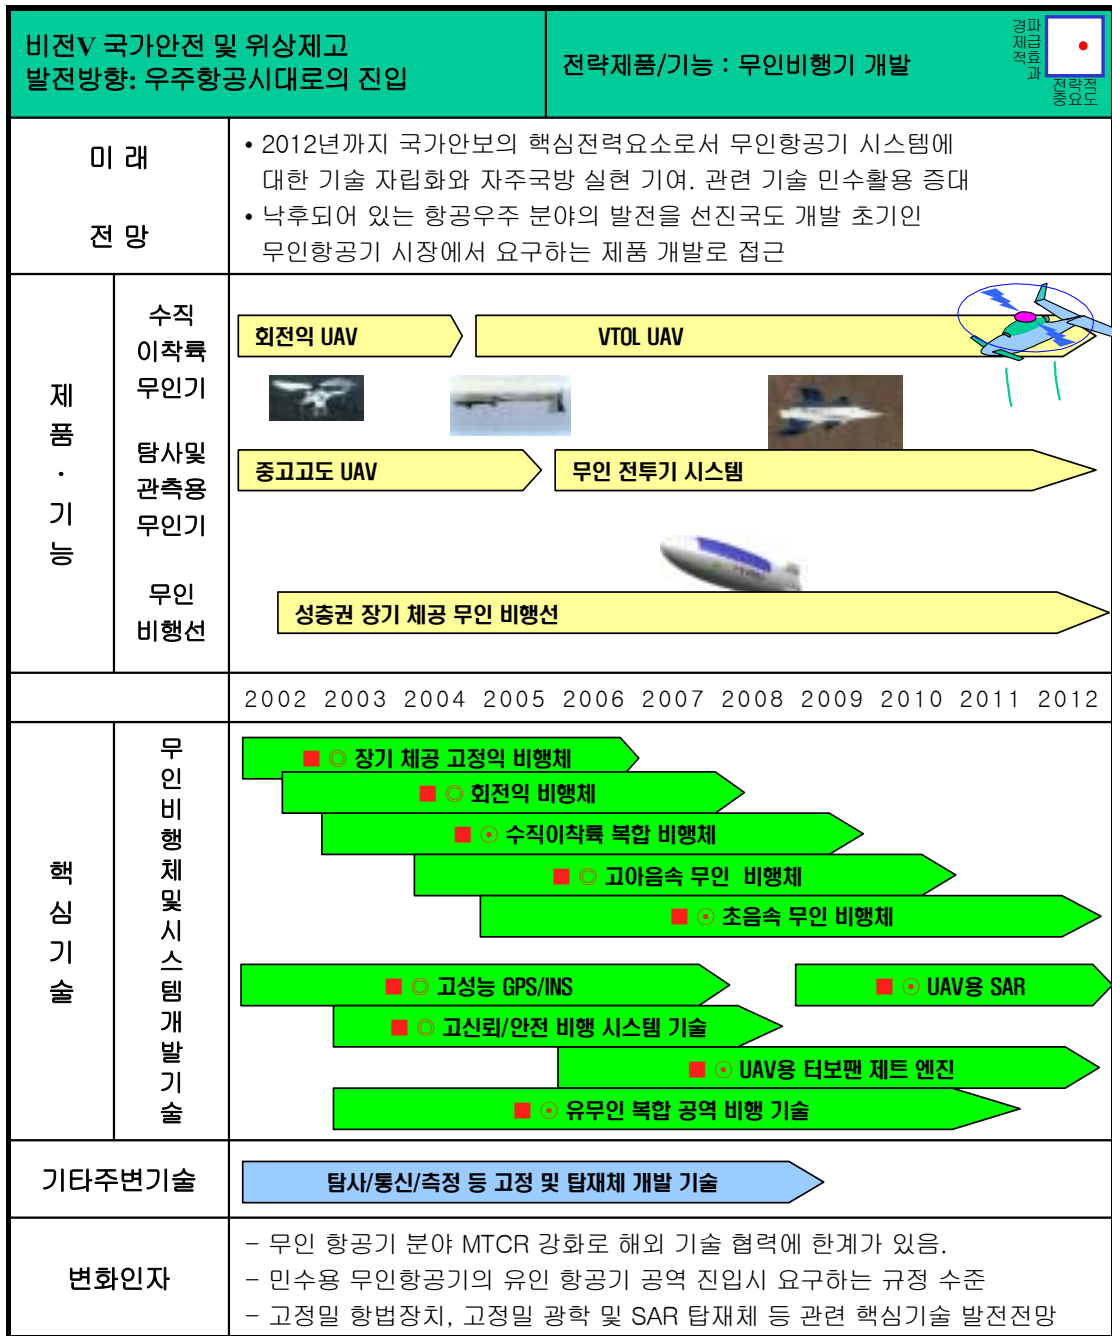 비전V 국가안전 및 위상제고
발전방향: 우주항공시대로의 진입
전략제품/기능 : 무인비행기 개발
경제적
파급효과
전략적
중요도
미 래
전 망
• 2012년까지 국가안보의 핵심전력요소로서 무인항공기 시스템에
대한 기술 자립화와 자주국방 실현 기여. 관련 기술 민수활용 증대
• 낙후되어 있는 항공우주 분야의 발전을 선진국도 개발 초기인
무인항공기 시장에서 요구하는 제품 개발로 접근
제품·기능
수직
이착륙
무인기
회전익 UAV
VTOL UAV
탐사및
관측용
무인기
중고고도 UAV
무인 전투기 시스템
무인
비행선
성층권 장기 체공 무인 비행선
2002 2003 2004 2005 2006 2007 2008 2009 2010 2011 2012
핵심기술
무인비행체및시스템개발기술
■ ◎ 장기 체공 고정익 비행체
■ ◎ 회전익 비행체
■ ⊙ 수직이착륙 복합 비행체
■ ◎ 고아음속 무인 비행체
■ ⊙ 초음속 무인 비행체
■ ◎ 고성능 GPS/INS
■ ⊙ UAV용 SAR
■ ◎ 고신뢰/안전 비행 시스템 기술
■ ⊙ UAV용 터보팬 제트 엔진
■ ⊙ 유무인 복합 공역 비행 기술
기타주변기술
탐사/통신/측정 등 고정 및 탑재체 개발 기술
변화인자
– 무인 항공기 분야 MTCR 강화로 해외 기술 협력에 한계가 있음.
– 민수용 무인항공기의 유인 항공기 공역 진입시 요구하는 규정 수준
– 고정밀 항법장치, 고정밀 광학 및 SAR 탑재체 등 관련 핵심기술 발전전망